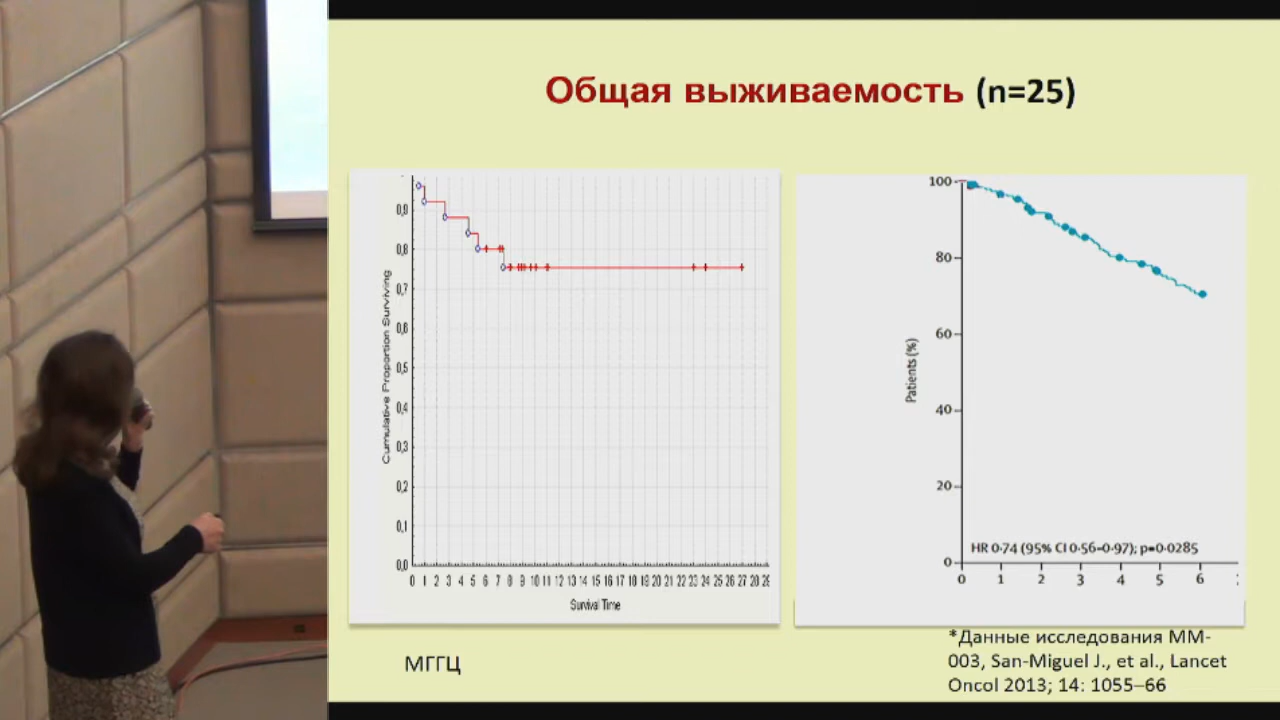 Общая выживаемость (n=25)
Cumulative Proportion Surviving
0,9
0,8
0,7
0,6
0,5
0,4
0,3
0,2
0,1
0,0
0 1 2 3 4 5 6 7 8 9 10 11 12 13 14 15 16 17 18 19 20 21 22 23 24 25 26 27 28
Survival Time
МГГЦ
Patients (%)
100
80
60
40
20
0
HR 0·74 (95% CI 0·56–0·97); p=0·0285
0 1 2 3 4 5 6
*Данные исследования ММ-
003, San-Miguel J., et al., Lancet
Oncol 2013; 14: 1055–66